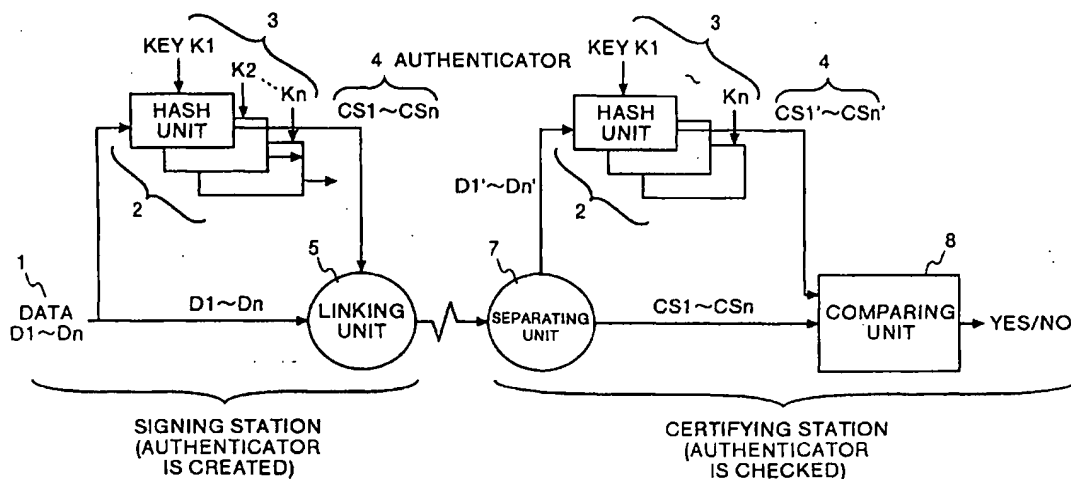 3
KEY K1
K2
Kn
4 AUTHENTICATOR
CS1~CSn
HASH
UNIT
2
1
DATA
D1~Dn
D1~Dn
5
LINKING
UNIT
SIGNING STATION
(AUTHENTICATOR
IS CREATED)
3
KEY K1
~
Kn
4
CS1'~CSn'
HASH
UNIT
D1'~Dn'
2
7
SEPARATING
UNIT
CS1~CSn
8
COMPARING
UNIT
YES/NO
CERTIFYING STATION
(AUTHENTICATOR
IS CHECKED)